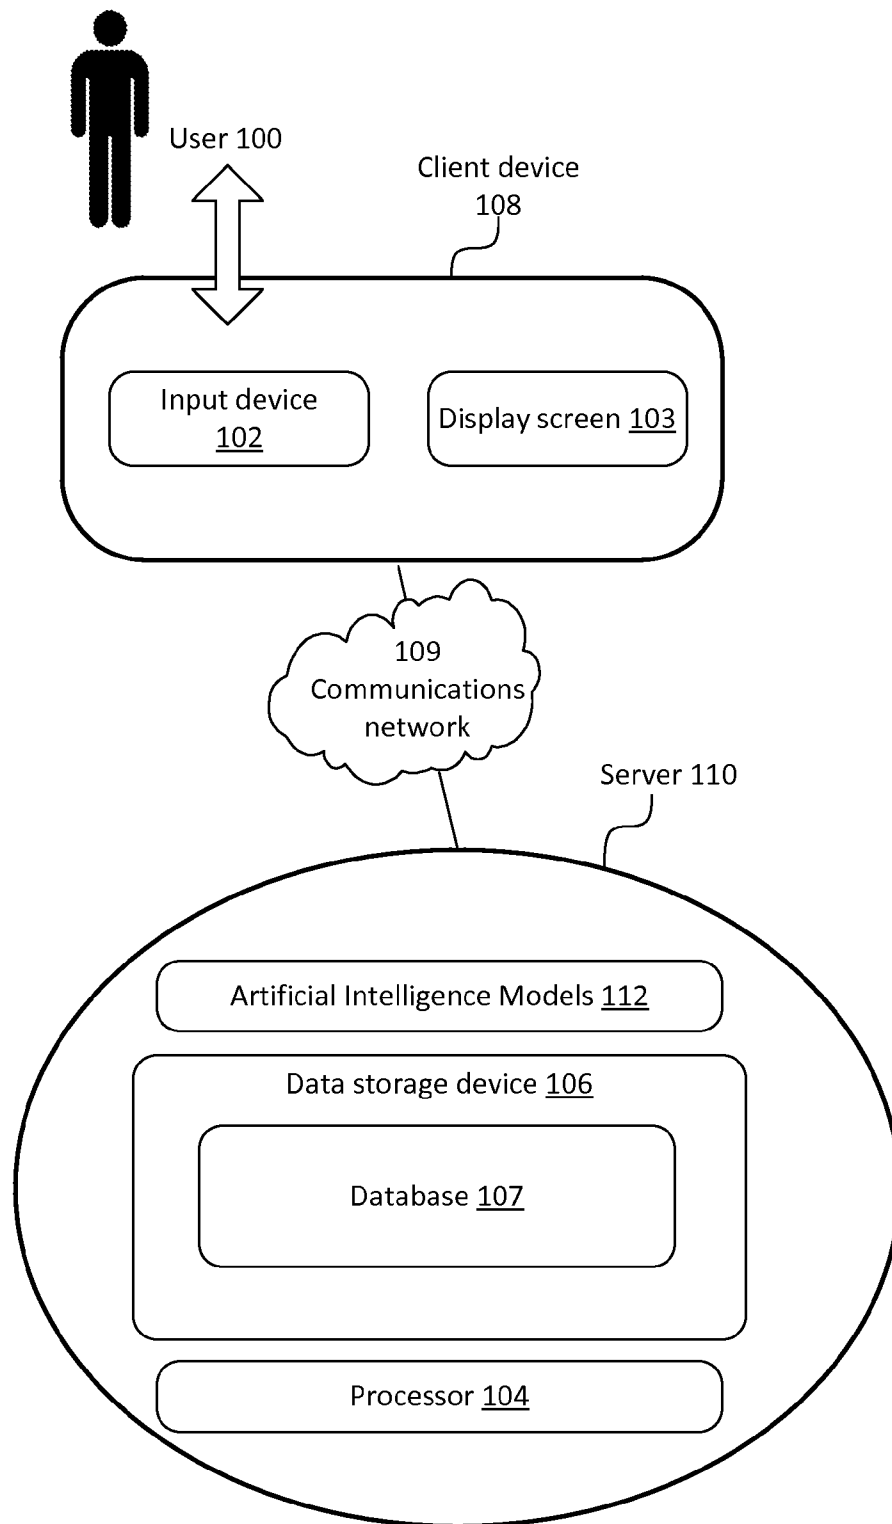 User 100
Client device
108
Input device
102
Display screen 103
109
Communications
network
Server 110
Artificial Intelligence Models 112
Data storage device 106
Database 107
Processor 104